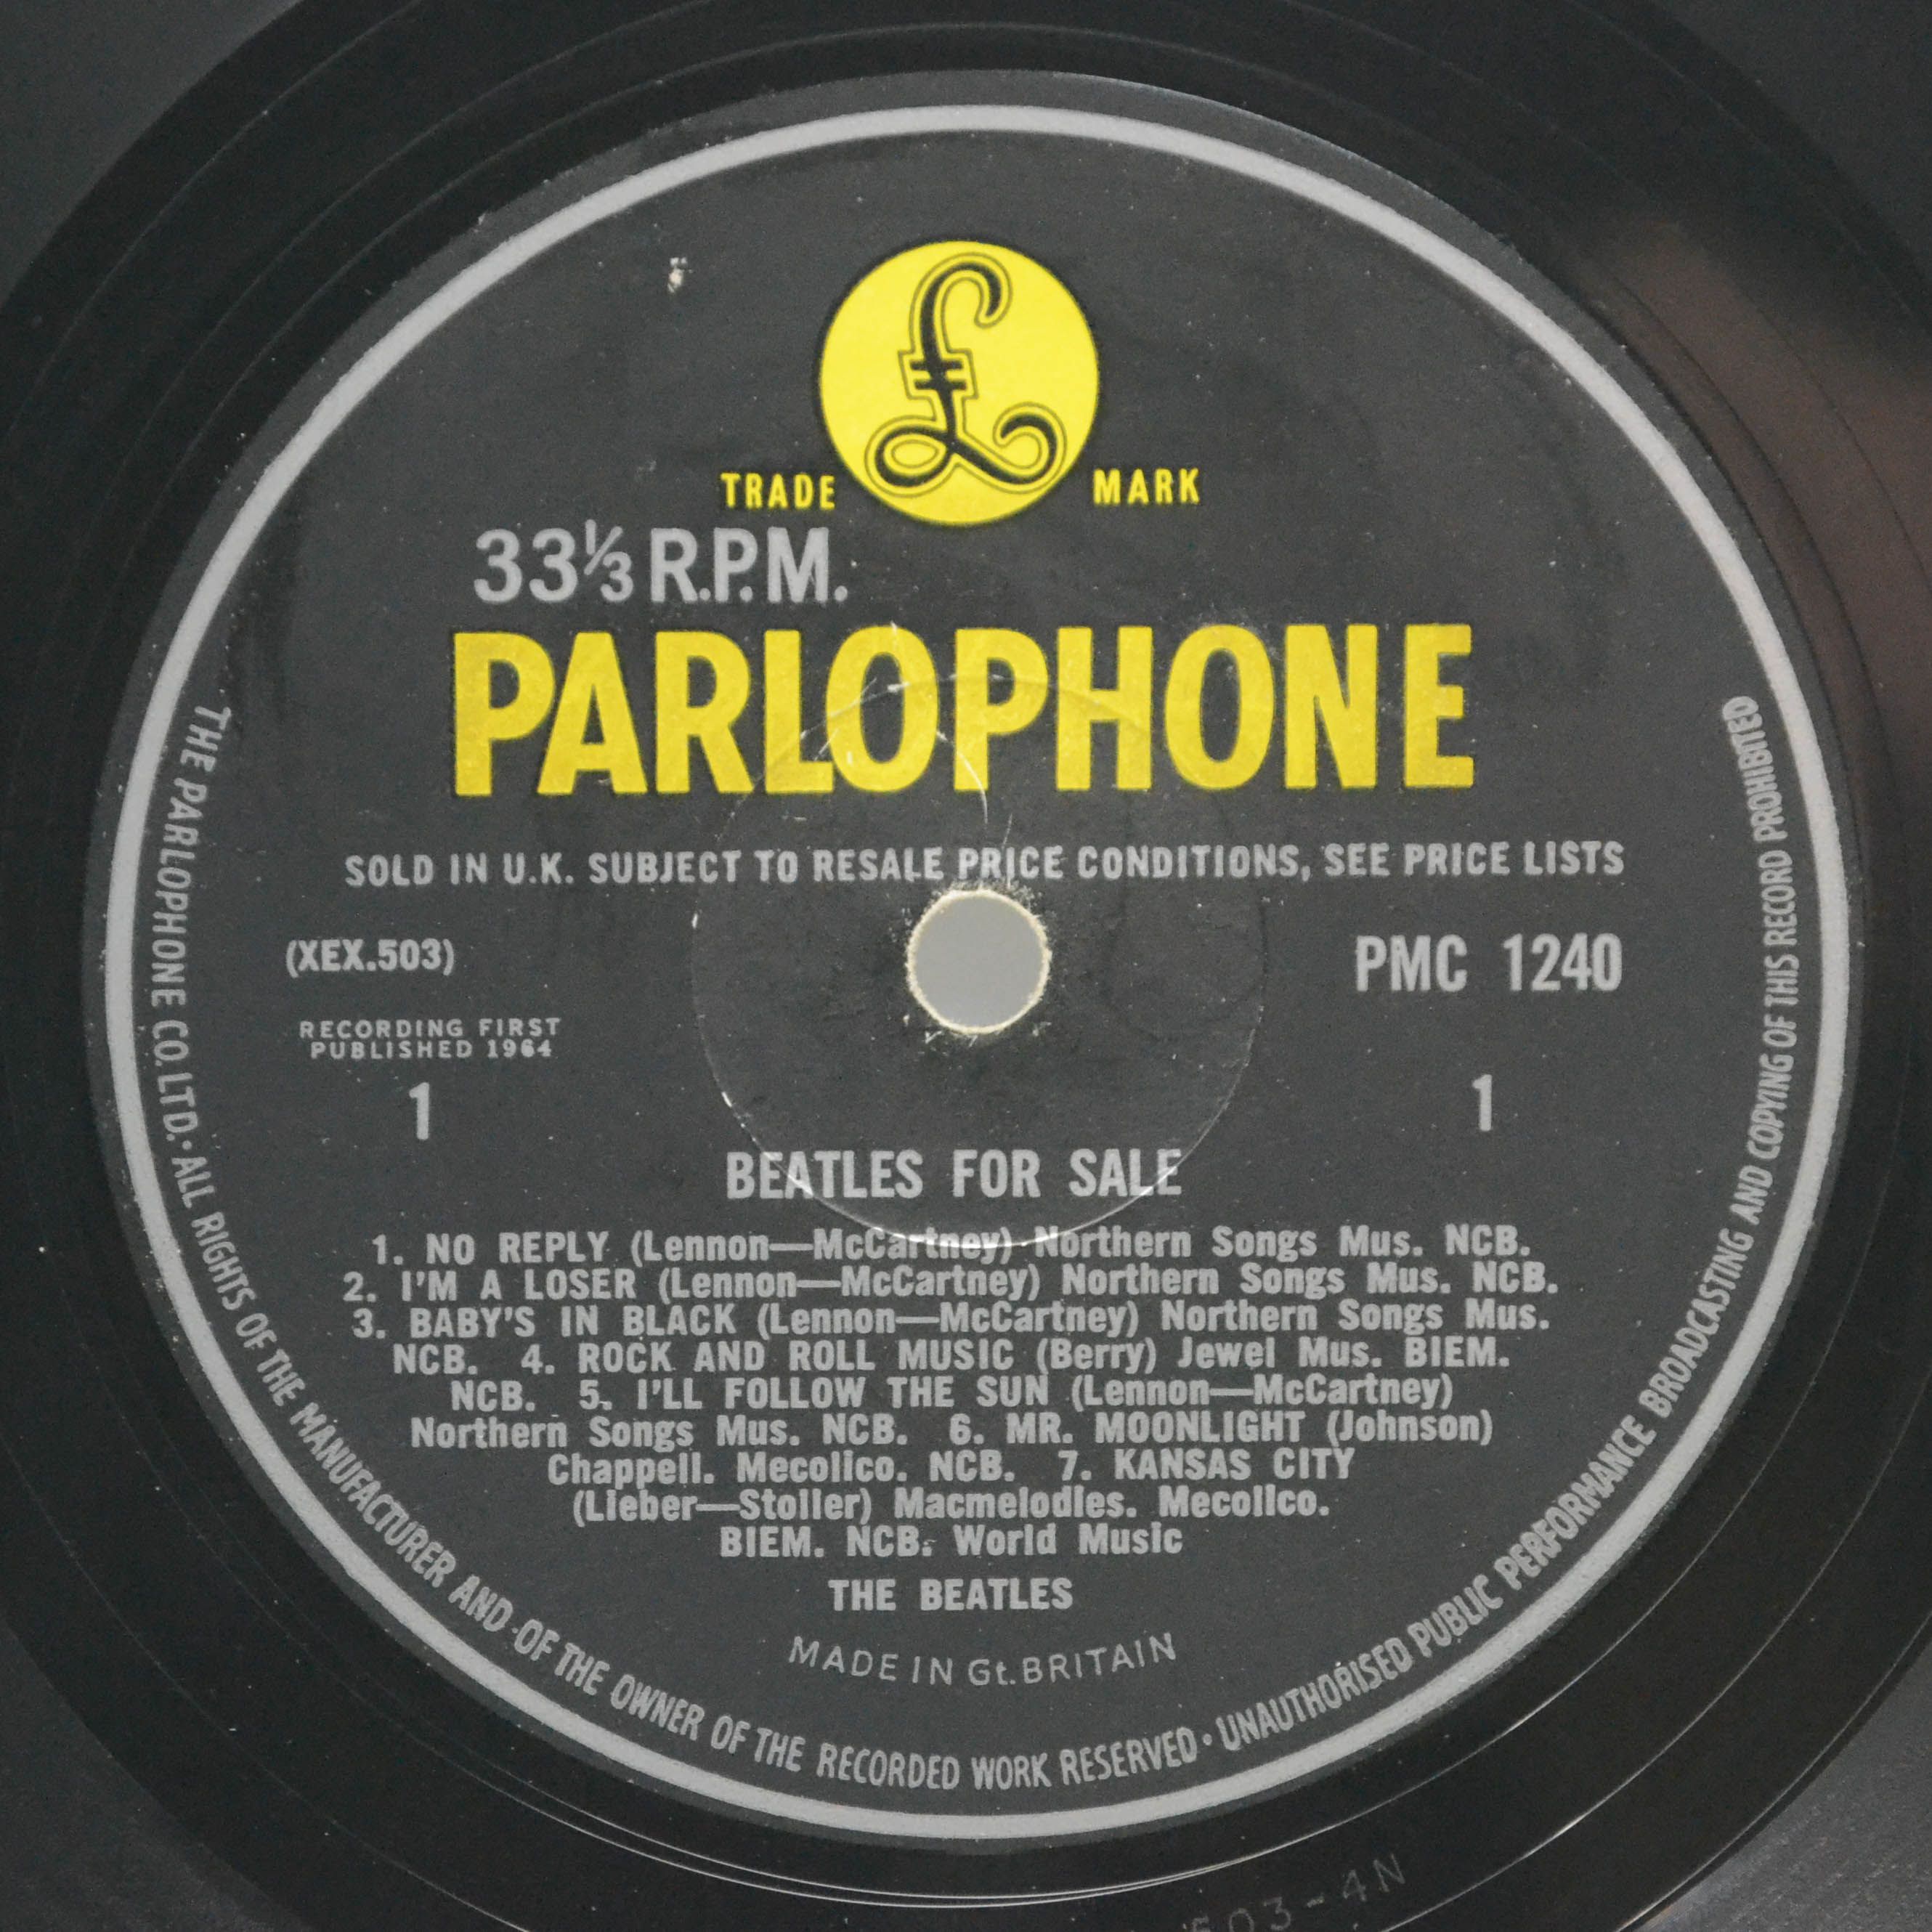 £
TRADE MARK
33⅓ R.P.M.
PARLOPHONE
SOLD IN U.K. SUBJECT TO RESALE PRICE CONDITIONS, SEE PRICE LISTS
(XEX.503)
PMC 1240
RECORDING FIRST
PUBLISHED 1964
1
1
BEATLES FOR SALE
1. NO REPLY (Lennon—McCartney) Northern Songs Mus. NCB.
2. I'M A LOSER (Lennon—McCartney) Northern Songs Mus. NCB.
3. BABY'S IN BLACK (Lennon—McCartney) Northern Songs Mus.
NCB. 4. ROCK AND ROLL MUSIC (Berry) Jewel Mus. BIEM.
NCB. 5. I'LL FOLLOW THE SUN (Lennon—McCartney)
Northern Songs Mus. NCB. 6. MR. MOONLIGHT (Johnson)
Chappell. Mecolico. NCB. 7. KANSAS CITY
(Lieber—Stoller) Macmelodies. Mecolico.
BIEM. NCB. World Music
THE BEATLES
MADE IN Gt. BRITAIN
THE PARLOPHONE CO. LTD. · ALL RIGHTS OF THE MANUFACTURER AND OF THE OWNER OF THE RECORDED WORK RESERVED · UNAUTHORISED PUBLIC PERFORMANCE BROADCASTING AND COPYING OF THIS RECORD PROHIBITED
503-4N